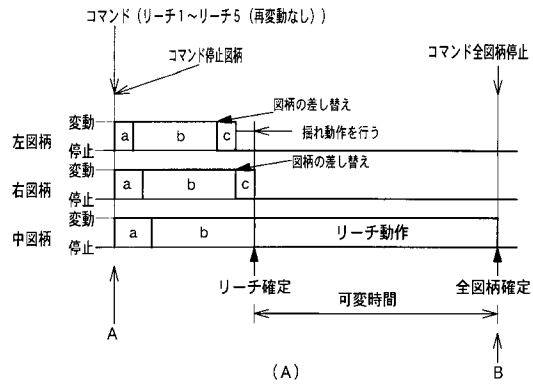 コマンド（リーチ1～リーチ5（再変動なし））
コマンド停止図柄
コマンド全図柄停止
図柄の差し替え
左図柄
変動
停止
a
b
c
揺れ動作を行う
図柄の差し替え
右図柄
変動
停止
a
b
c
中図柄
変動
停止
a
b
リーチ動作
リーチ確定
可変時間
全図柄確定
A
(A)
B